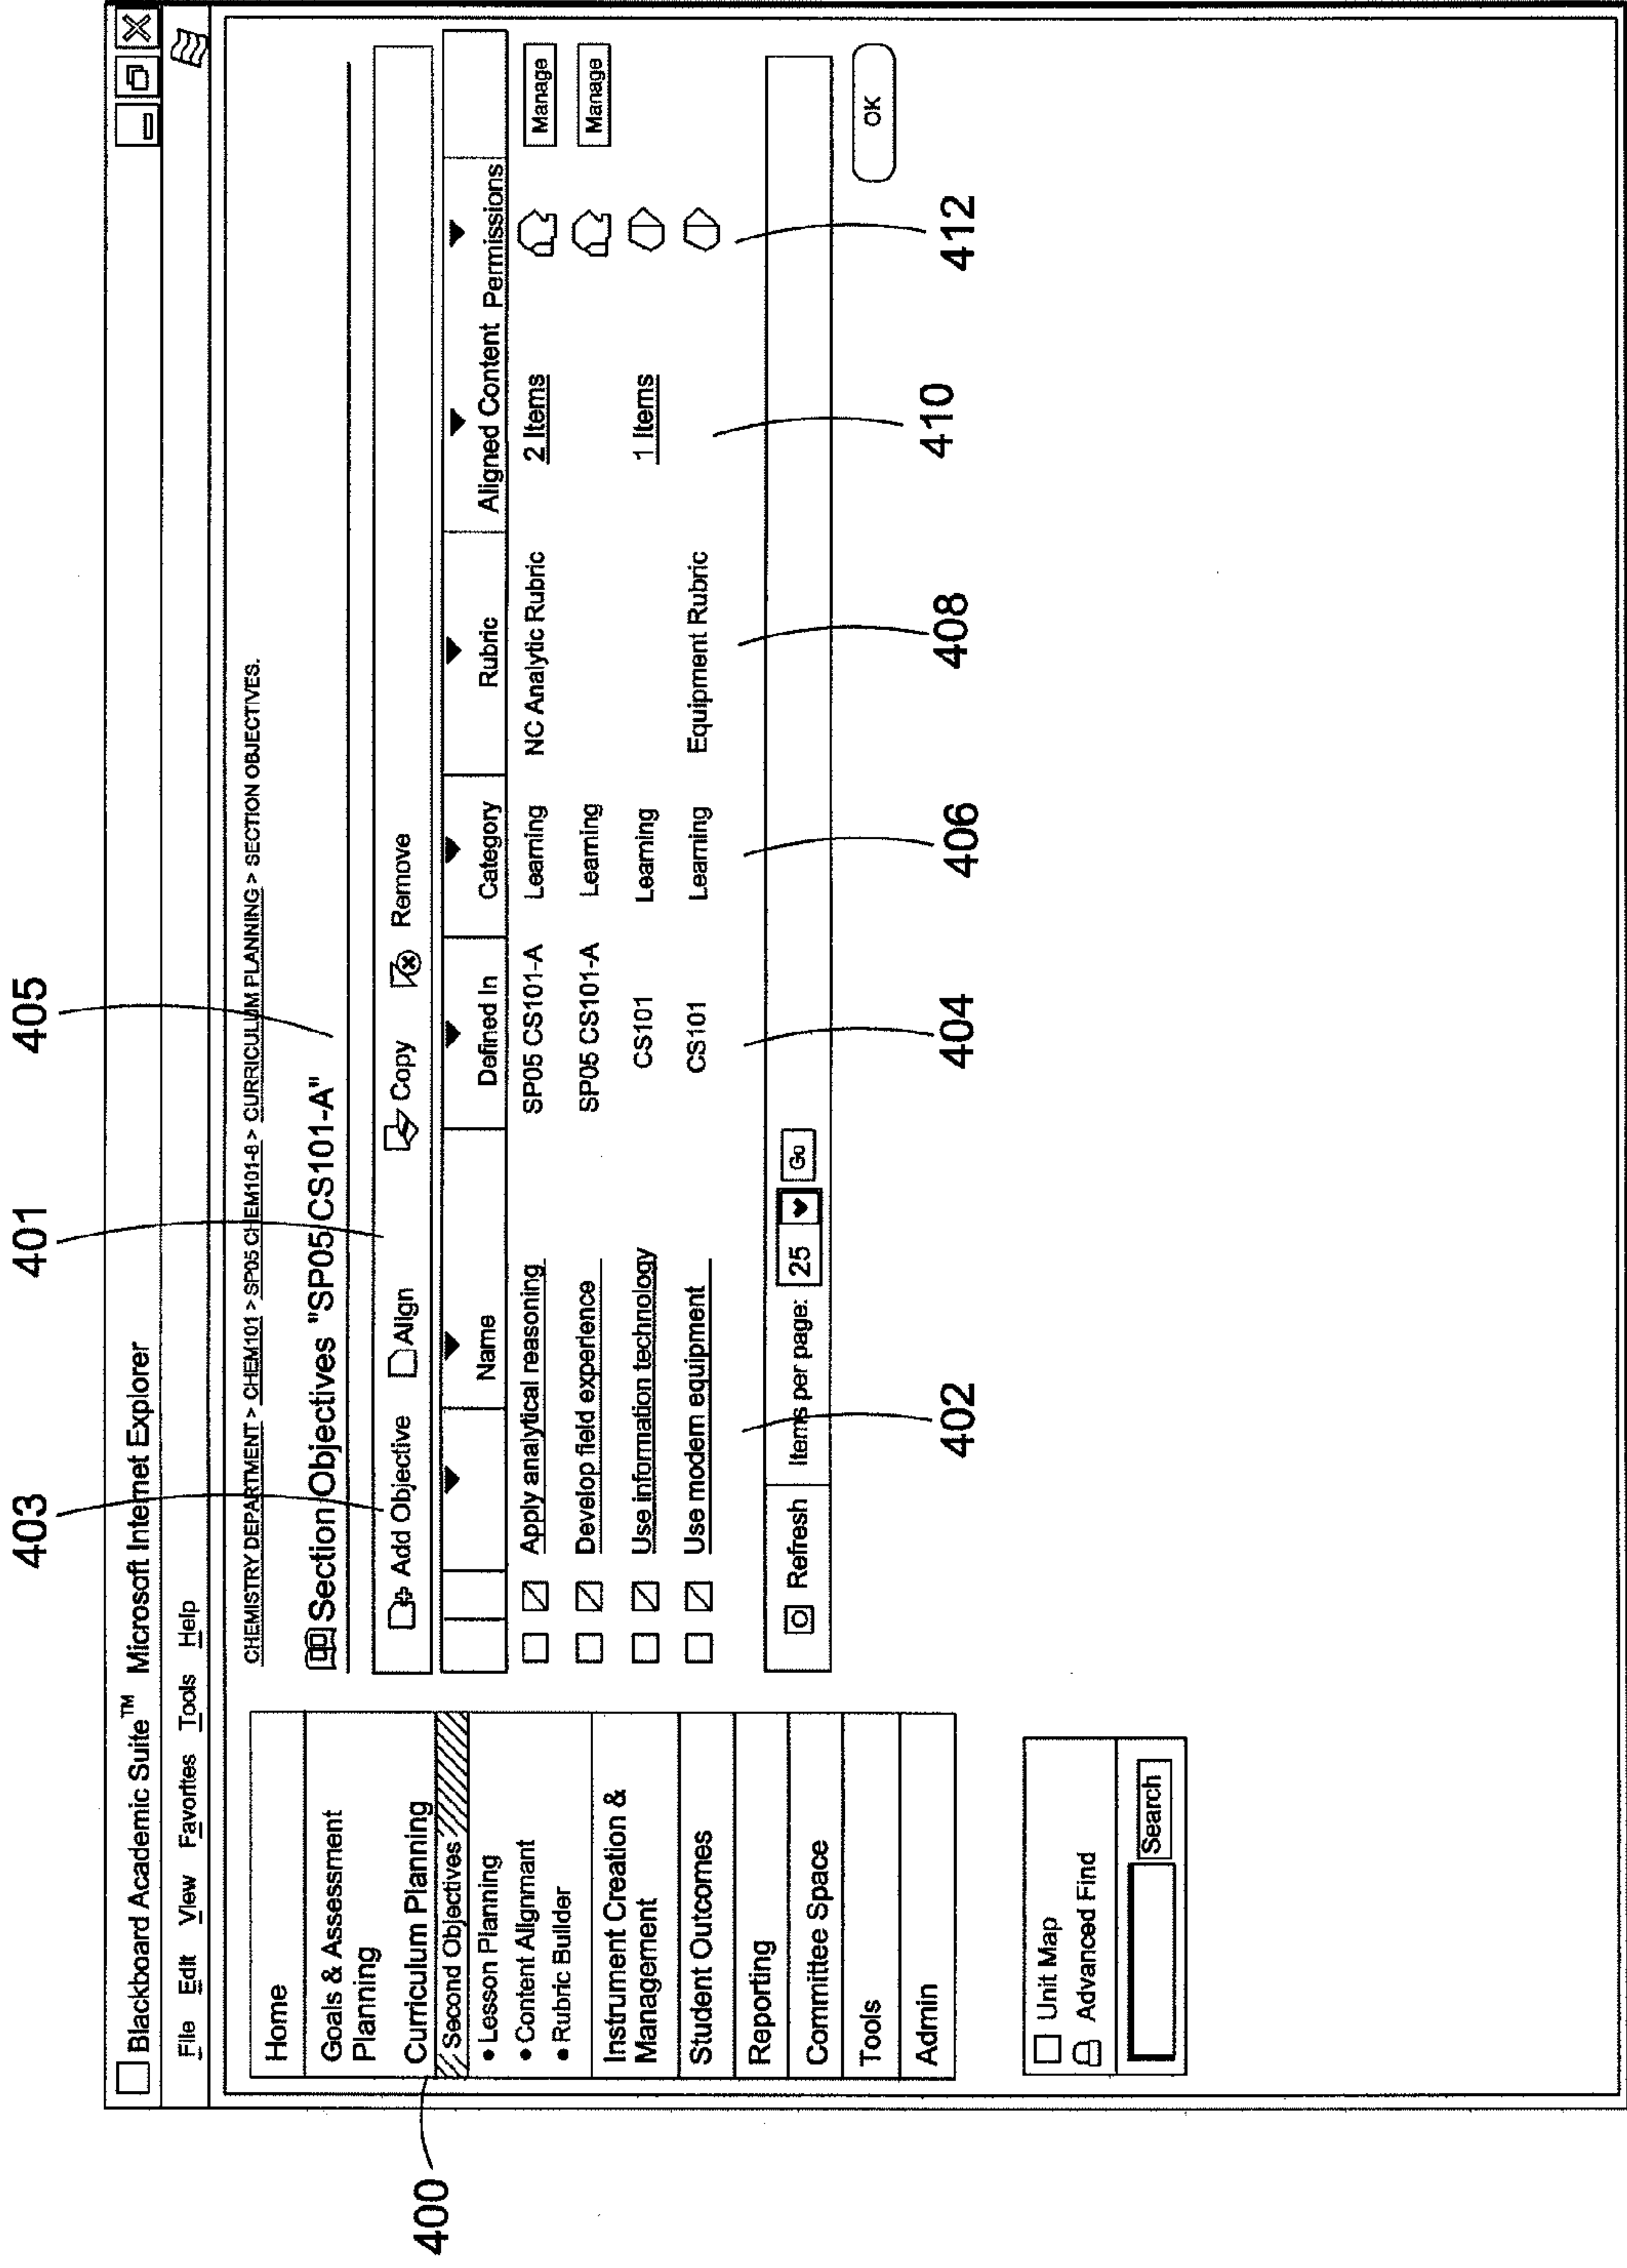 403 401 405
Blackboard Academic Suite™ Microsoft Internet Explorer
File Edit View Favorites Tools Help
CHEMISTRY DEPARTMENT > CHEM101 > SP05 CHEM101-8 > CURRICULUM PLANNING > SECTION OBJECTIVES.
Section Objectives "SP05 CS101-A"
Add Objective Align Copy Remove
Name Defined In Category Rubric Aligned Content Permissions
Apply analytical reasoning SP05 CS101-A Learning NC Analytic Rubric 2 Items Manage
Develop field experience SP05 CS101-A Learning Manage
Use information technology CS101 Learning 1 Items
Use modern equipment CS101 Learning Equipment Rubric
Refresh Items per page: 25 Go
OK
402 404 406 408 410 412
400
Home
Goals & Assessment
Planning
Curriculum Planning
Second Objectives
• Lesson Planning
• Content Alignmant
• Rubric Builder
Instrument Creation &
Management
Student Outcomes
Reporting
Committee Space
Tools
Admin
Unit Map
Advanced Find
Search